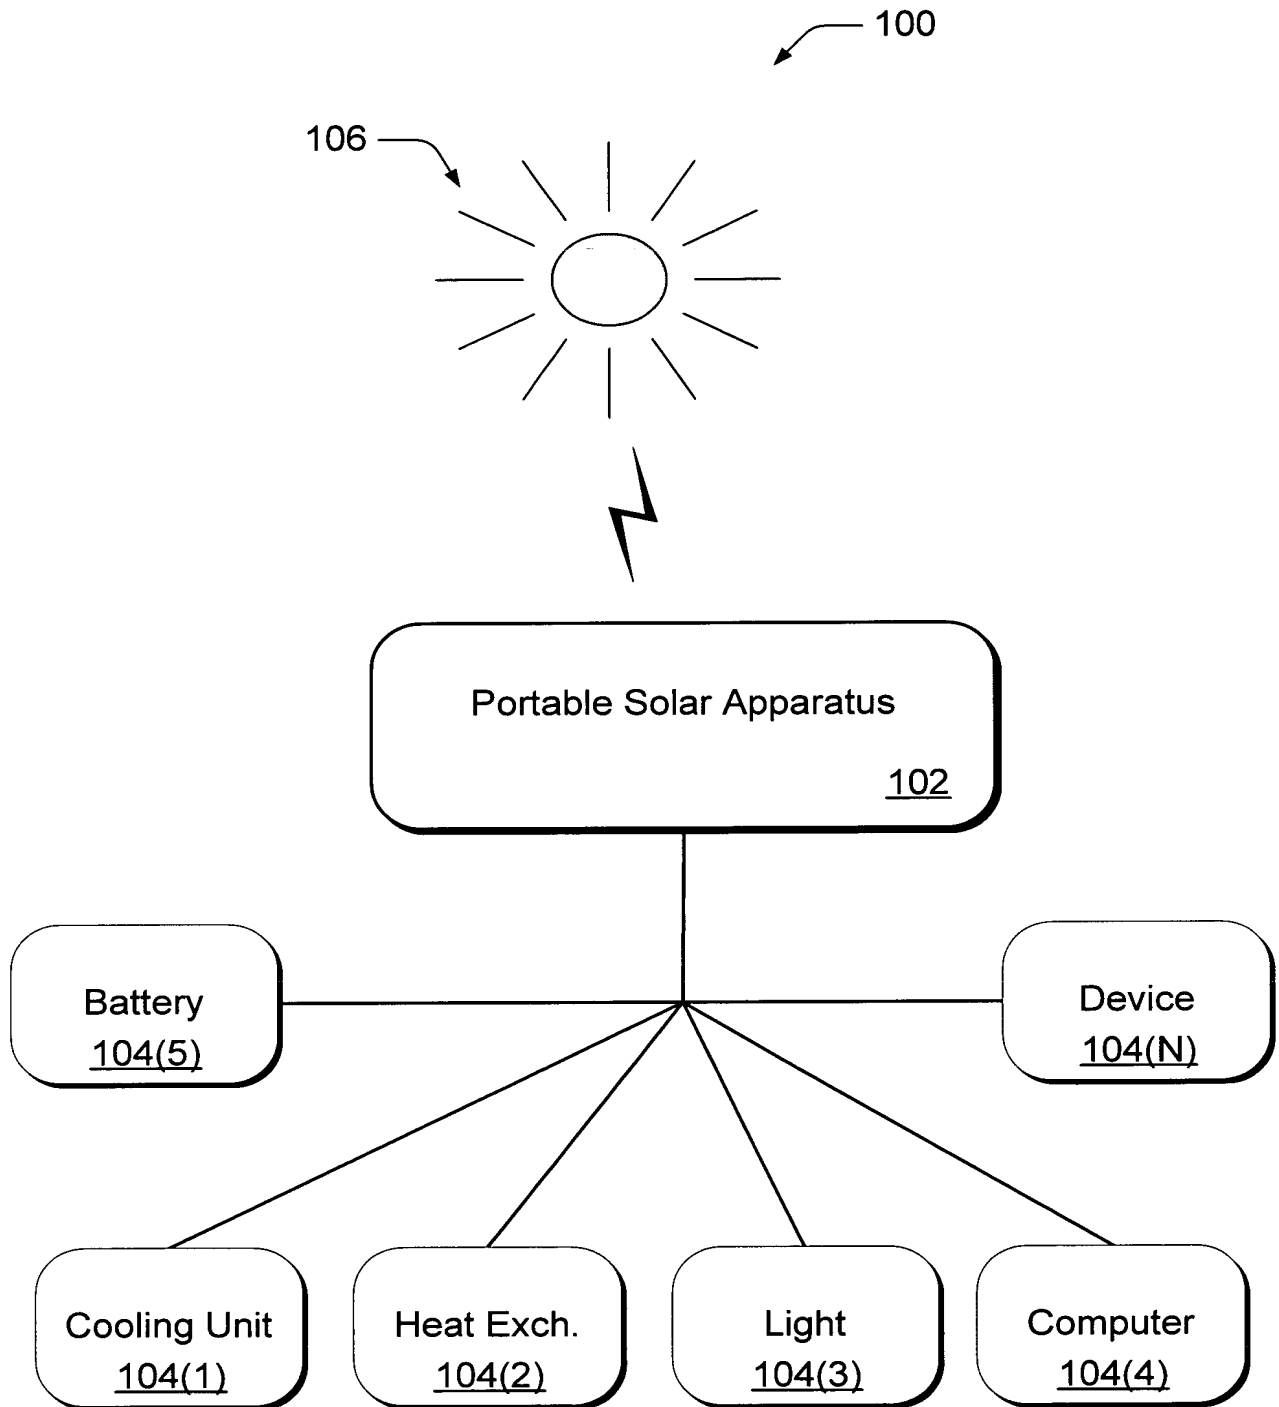 100
106
Portable Solar Apparatus
102
Battery
104(5)
Device
104(N)
Cooling Unit
104(1)
Heat Exch.
104(2)
Light
104(3)
Computer
104(4)